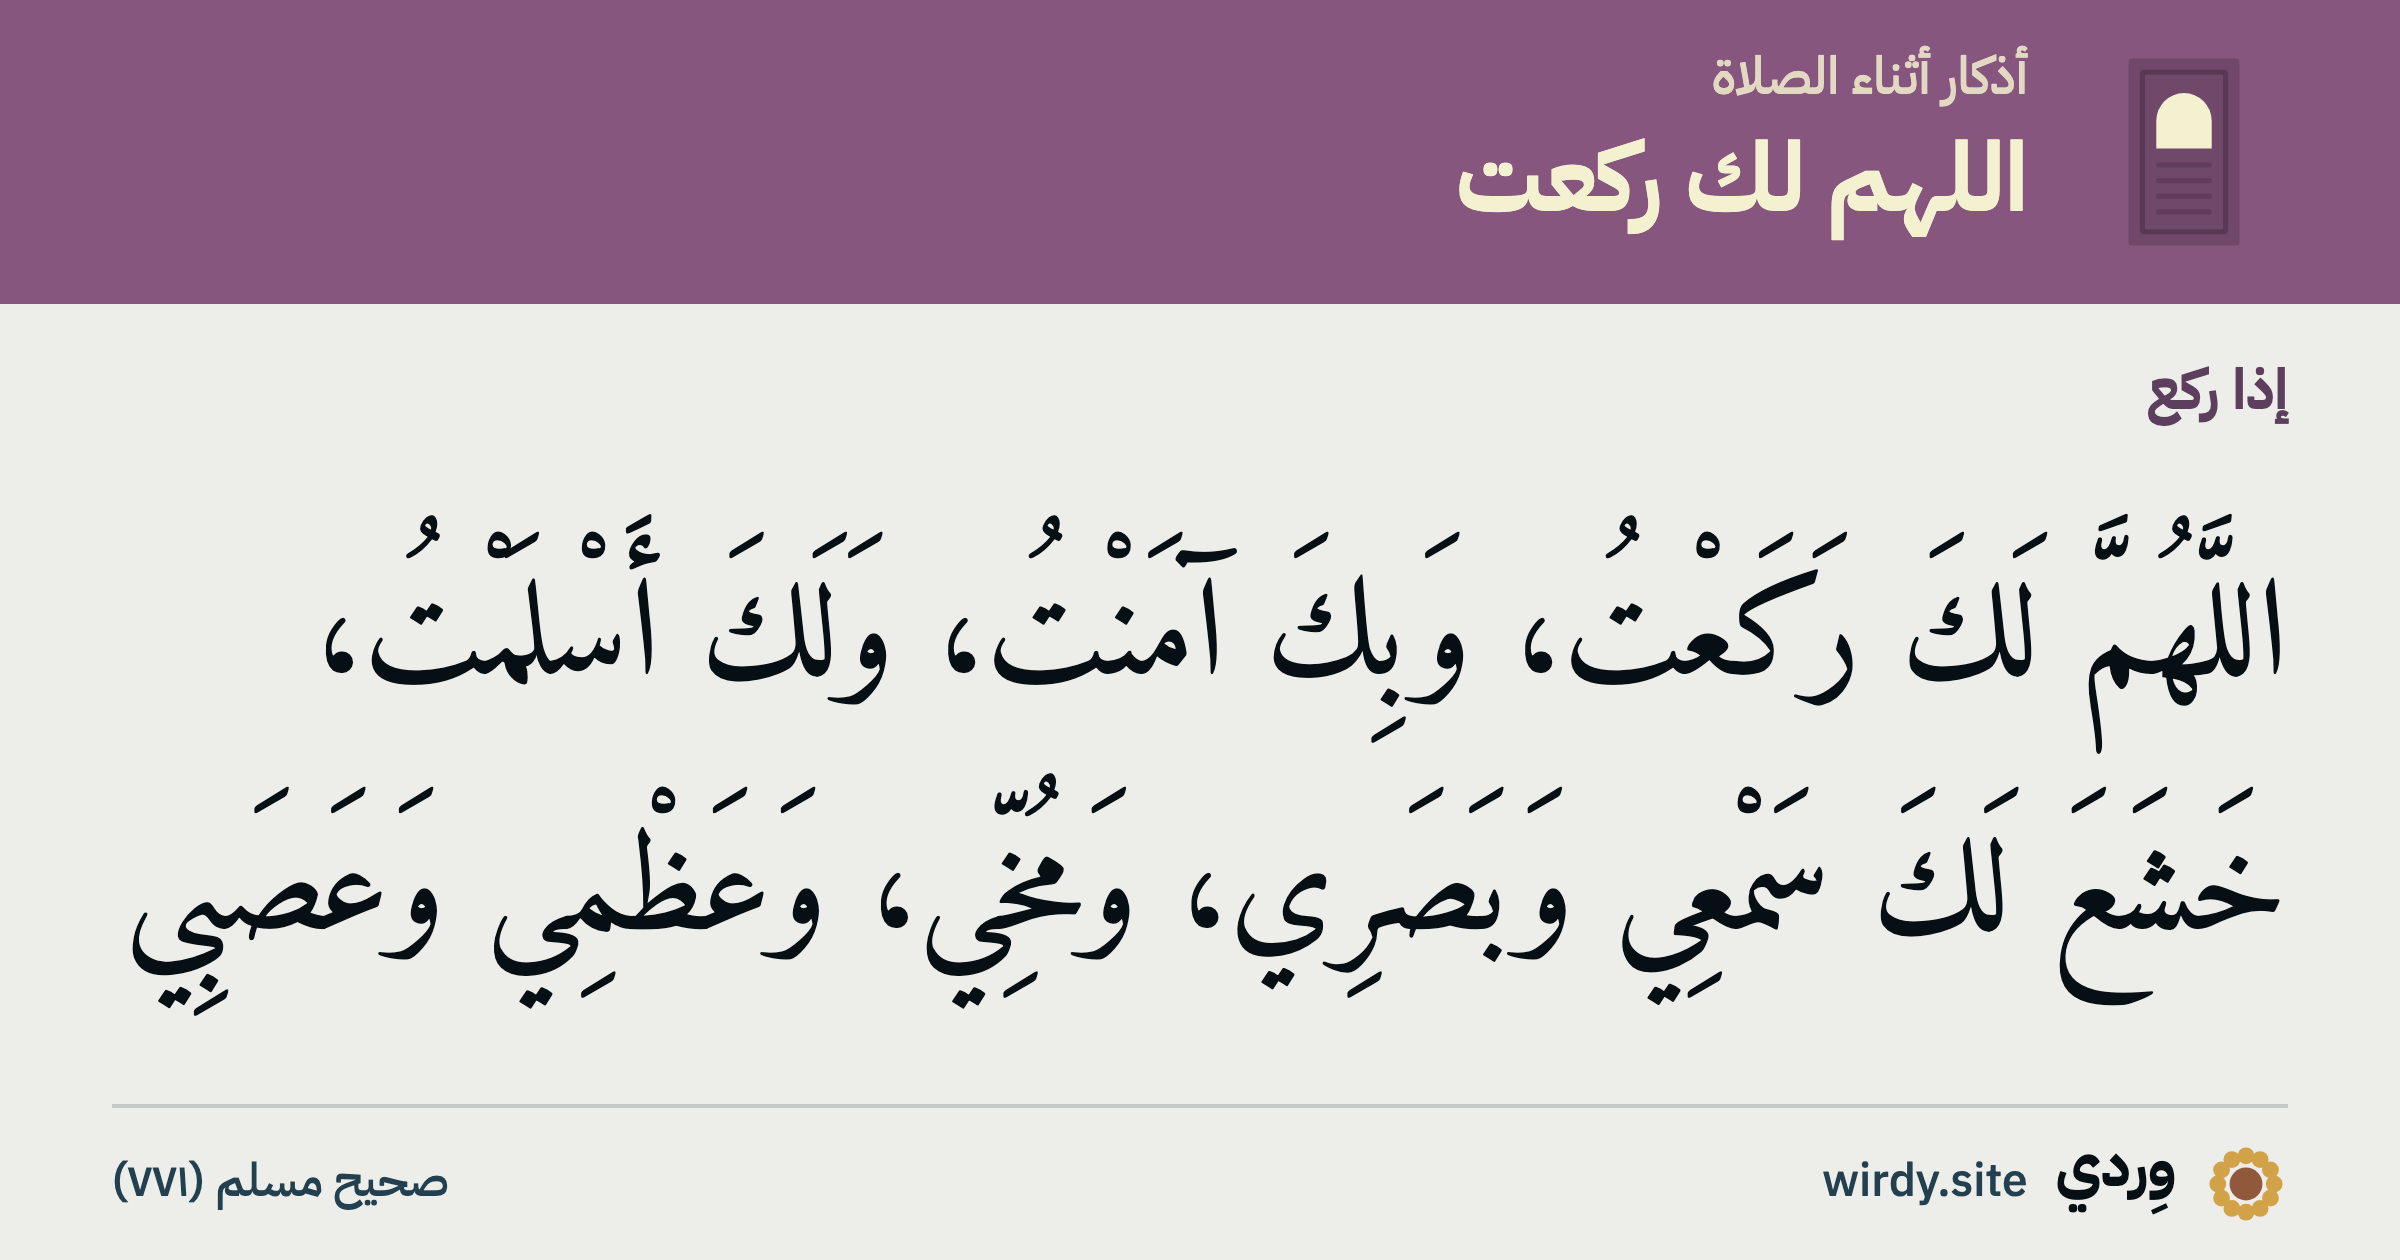 أذكار أثناء الصلاة
اللهم لك ركعت
إذا ركع
اللَّهُمَّ لَكَ رَكَعْتُ، وَبِكَ آمَنْتُ، وَلَكَ أَسْلَمْتُ،
خَشَعَ لَكَ سَمْعِي وَبَصَرِي، وَمُخِّي، وَعَظْمِي وَعَصَبِي
وِردي wirdy.site
صحيح مسلم (٧٧١)